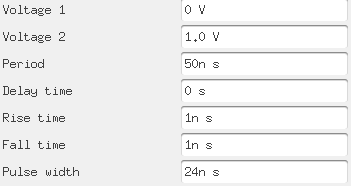 Voltage 1 0 V
Voltage 2 1.0 V
Period 50n s
Delay time 0 s
Rise time 1n s
Fall time 1n s
Pulse width 24n s